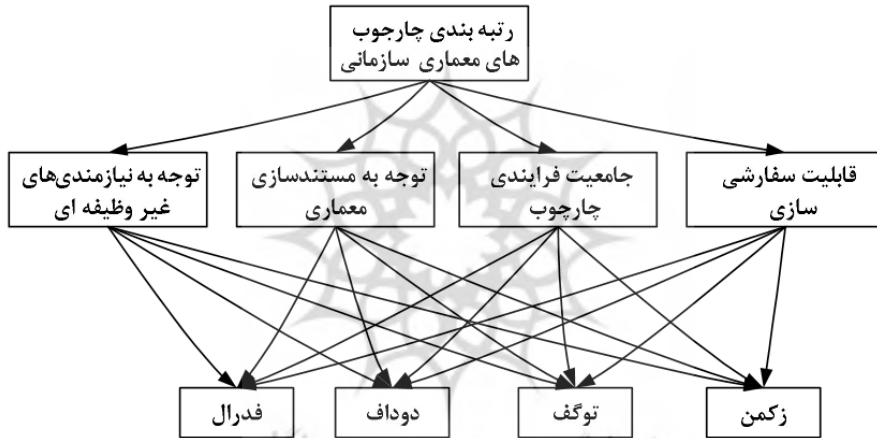 رتبه بندی چارجوب
های معماری سازمانی
قابلیت سفارشی
سازی
جامعیت فرایندی
چارچوب
توجه به مستندسازی
معماری
توجه به نیازمندی‌های
غیر وظیفه ای
زکمن
توگف
دوداف
فدرال